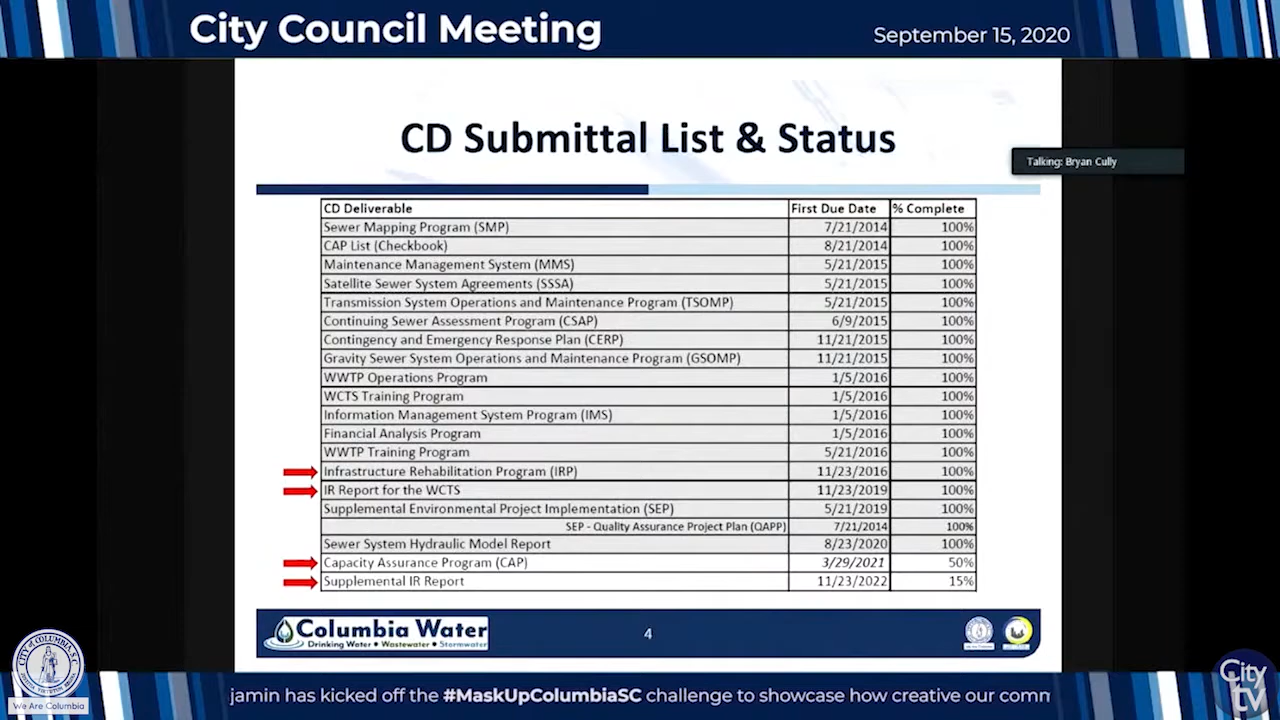 City Council Meeting
September 15, 2020
CD Submittal List & Status
Talking: Bryan Cully
CD Deliverable First Due Date % Complete
Sewer Mapping Program (SMP) 7/21/2014 100%
CAP List (Checkbook) 8/21/2014 100%
Maintenance Management System (MMS) 5/21/2015 100%
Satellite Sewer System Agreements (SSSA) 5/21/2015 100%
Transmission System Operations and Maintenance Program (TSOMP) 5/21/2015 100%
Continuing Sewer Assessment Program (CSAP) 6/9/2015 100%
Contingency and Emergency Response Plan (CERP) 11/21/2015 100%
Gravity Sewer System Operations and Maintenance Program (GSOMP) 11/21/2015 100%
WWTP Operations Program 1/5/2016 100%
WCTS Training Program 1/5/2016 100%
Information Management System Program (IMS) 1/5/2016 100%
Financial Analysis Program 1/5/2016 100%
WWTP Training Program 5/21/2016 100%
Infrastructure Rehabilitation Program (IRP) 11/23/2016 100%
IR Report for the WCTS 11/23/2019 100%
Supplemental Environmental Project Implementation (SEP) 5/21/2019 100%
SEP - Quality Assurance Project Plan (QAPP) 7/21/2014 100%
Sewer System Hydraulic Model Report 8/23/2020 100%
Capacity Assurance Program (CAP) 3/29/2021 50%
Supplemental IR Report 11/23/2022 15%
Columbia Water
Drinking Water • Wastewater • Stormwater
4
CITY OF COLUMBIA, SC
We Are Columbia
jamin has kicked off the #MaskUpColumbiaSC challenge to showcase how creative our comm
City
tv